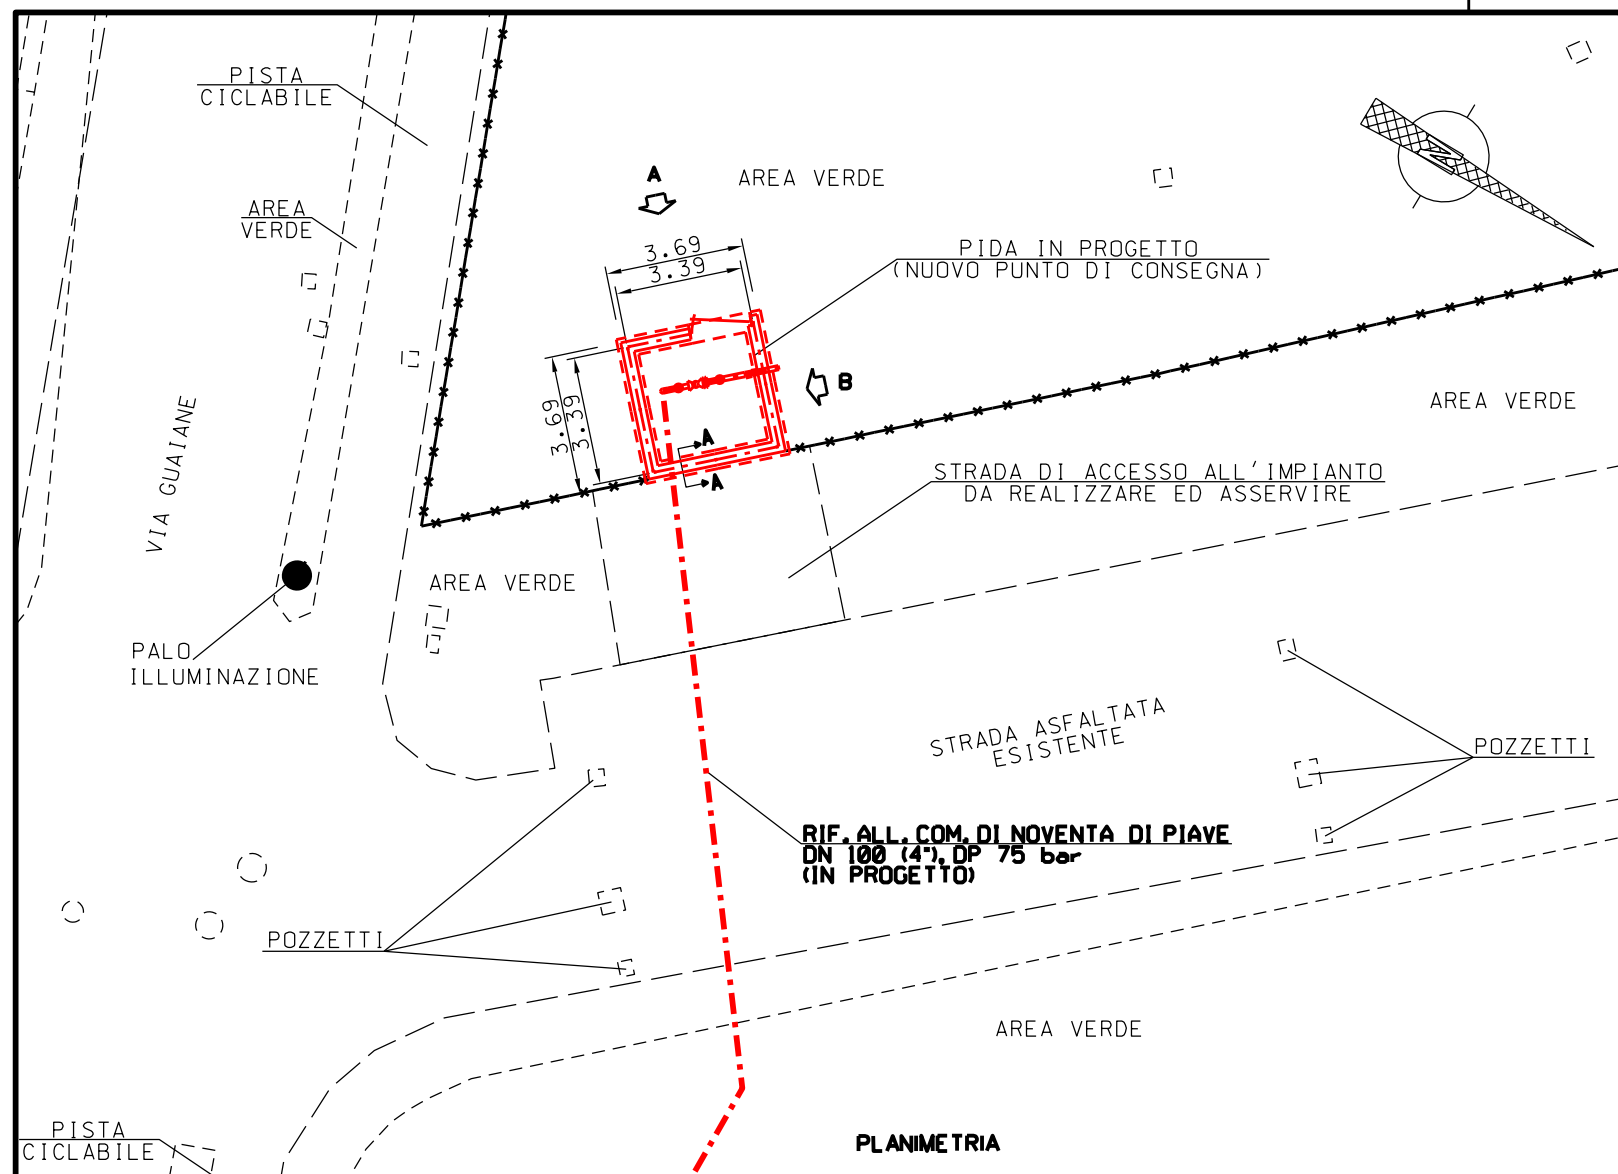 PISTA
CICLABILE
AREA
VERDE
A
AREA VERDE
N
3.69
3.39
PIDA IN PROGETTO
(NUOVO PUNTO DI CONSEGNA)
3.69
3.39
B
AREA VERDE
VIA GUAIANE
A
A
STRADA DI ACCESSO ALL'IMPIANTO
DA REALIZZARE ED ASSERVIRE
AREA VERDE
PALO
ILLUMINAZIONE
STRADA ASFALTATA
ESISTENTE
POZZETTI
RIF. ALL. COM. DI NOVENTA DI PIAVE
DN 100 (4"), DP 75 bar
(IN PROGETTO)
POZZETTI
AREA VERDE
PISTA
CICLABILE
PLANIMETRIA